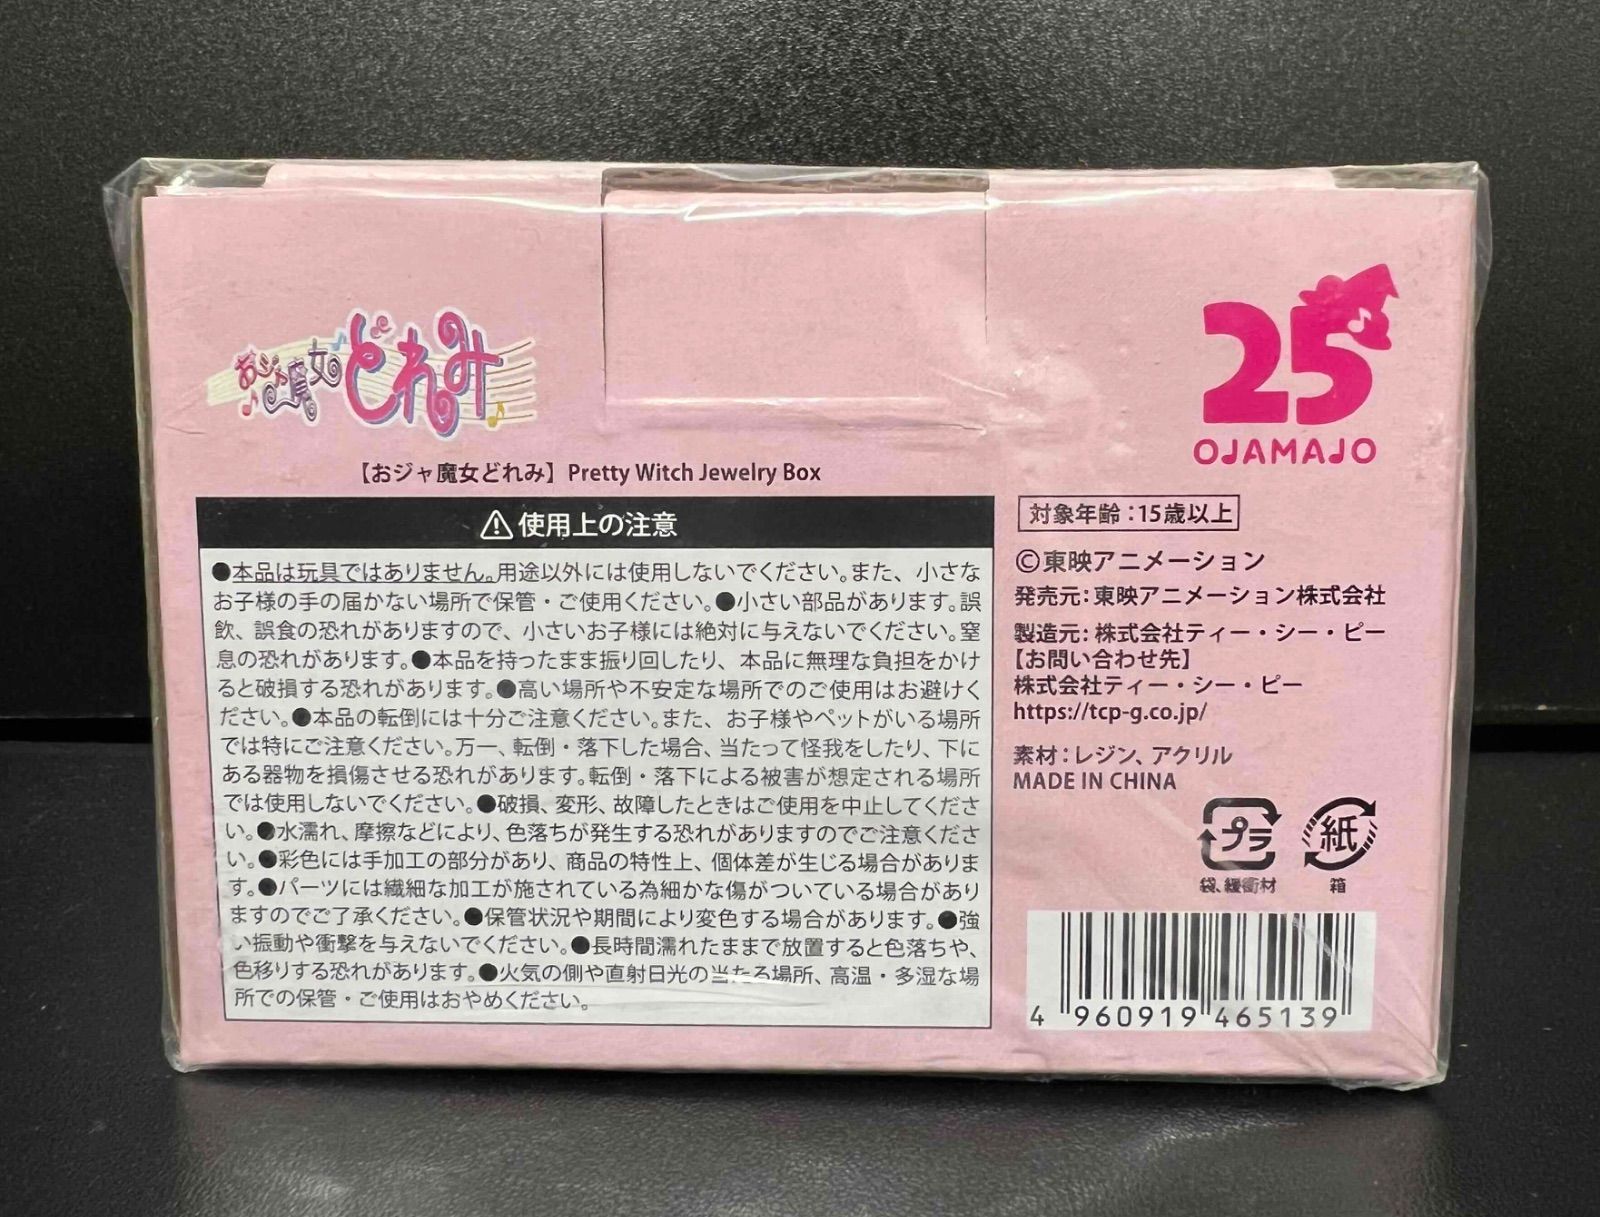 おジャ魔女どれみ
25
OJAMAJO
【おジャ魔女どれみ】Pretty Witch Jewelry Box
⚠使用上の注意
●本品は玩具ではありません。用途以外には使用しないでください。また、小さな
お子様の手の届かない場所で保管・ご使用ください。●小さい部品があります。誤
飲、誤食の恐れがありますので、小さいお子様には絶対に与えないでください。窒
息の恐れがあります。●本品を持ったまま振り回したり、本品に無理な負担をかけ
ると破損する恐れがあります。●高い場所や不安定な場所でのご使用はお避けく
ださい。●本品の転倒には十分ご注意ください。また、お子様やペットがいる場所
では特にご注意ください。万一、転倒・落下した場合、当たって怪我をしたり、下に
ある器物を損傷させる恐れがあります。転倒・落下による被害が想定される場所
では使用しないでください。●破損、変形、故障したときはご使用を中止してくださ
い。●水濡れ、摩擦などにより、色落ちが発生する恐れがありますのでご注意くださ
い。●彩色には手加工の部分があり、商品の特性上、個体差が生じる場合がありま
す。●パーツには繊細な加工が施されている為細かな傷がついている場合があり
ますのでご了承ください。●保管状況や期間により変色する場合があります。●強
い振動や衝撃を与えないでください。●長時間濡れたままで放置すると色落ちや、
色移りする恐れがあります。●火気の側や直射日光の当たる場所、高温・多湿な場
所での保管・ご使用はおやめください。
対象年齢:15歳以上
©東映アニメーション
発売元:東映アニメーション株式会社
製造元:株式会社ティー・シー・ピー
【お問い合わせ先】
株式会社ティー・シー・ピー
https://tcp-g.co.jp/
素材:レジン、アクリル
MADE IN CHINA
プラ
袋、緩衝材
紙
箱
4 960919 465139